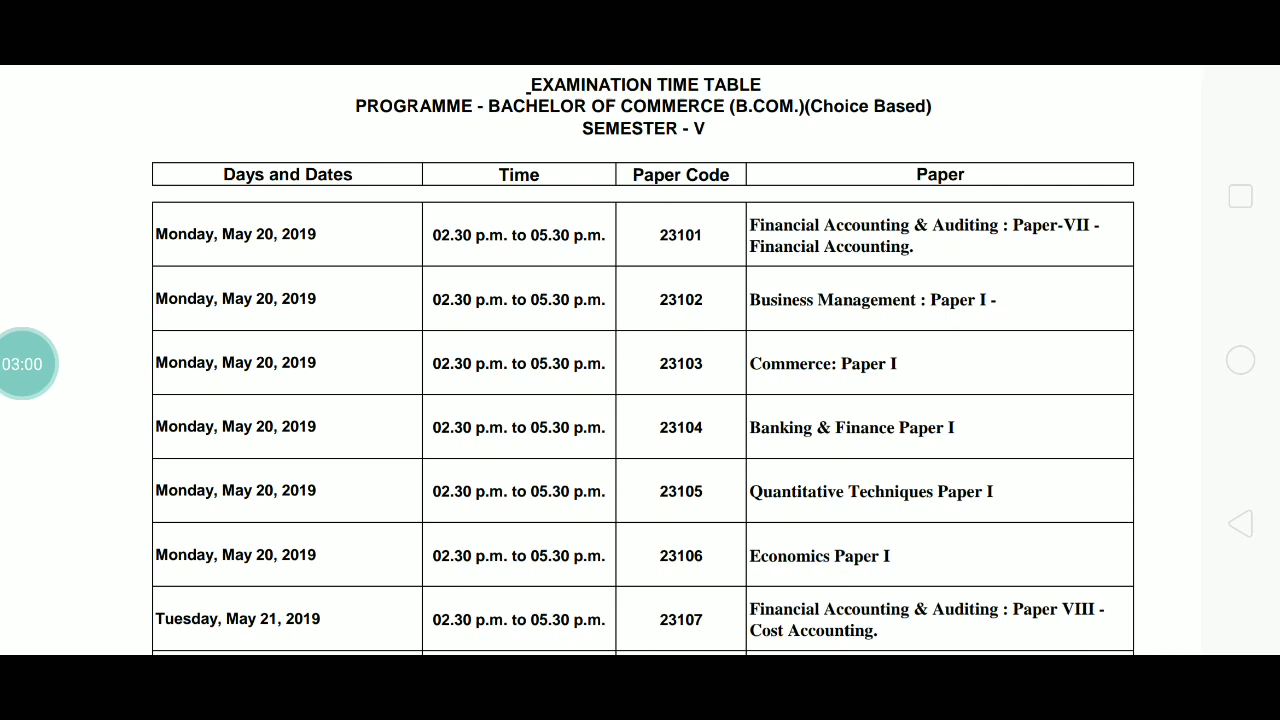 EXAMINATION TIME TABLE
PROGRAMME - BACHELOR OF COMMERCE (B.COM.)(Choice Based)
SEMESTER - V
Days and Dates Time Paper Code Paper
Monday, May 20, 2019 02.30 p.m. to 05.30 p.m. 23101 Financial Accounting & Auditing : Paper-VII -
Financial Accounting.
Monday, May 20, 2019 02.30 p.m. to 05.30 p.m. 23102 Business Management : Paper I -
Monday, May 20, 2019 02.30 p.m. to 05.30 p.m. 23103 Commerce: Paper I
Monday, May 20, 2019 02.30 p.m. to 05.30 p.m. 23104 Banking & Finance Paper I
03:00
Monday, May 20, 2019 02.30 p.m. to 05.30 p.m. 23105 Quantitative Techniques Paper I
Monday, May 20, 2019 02.30 p.m. to 05.30 p.m. 23106 Economics Paper I
Tuesday, May 21, 2019 02.30 p.m. to 05.30 p.m. 23107 Financial Accounting & Auditing : Paper VIII -
Cost Accounting.